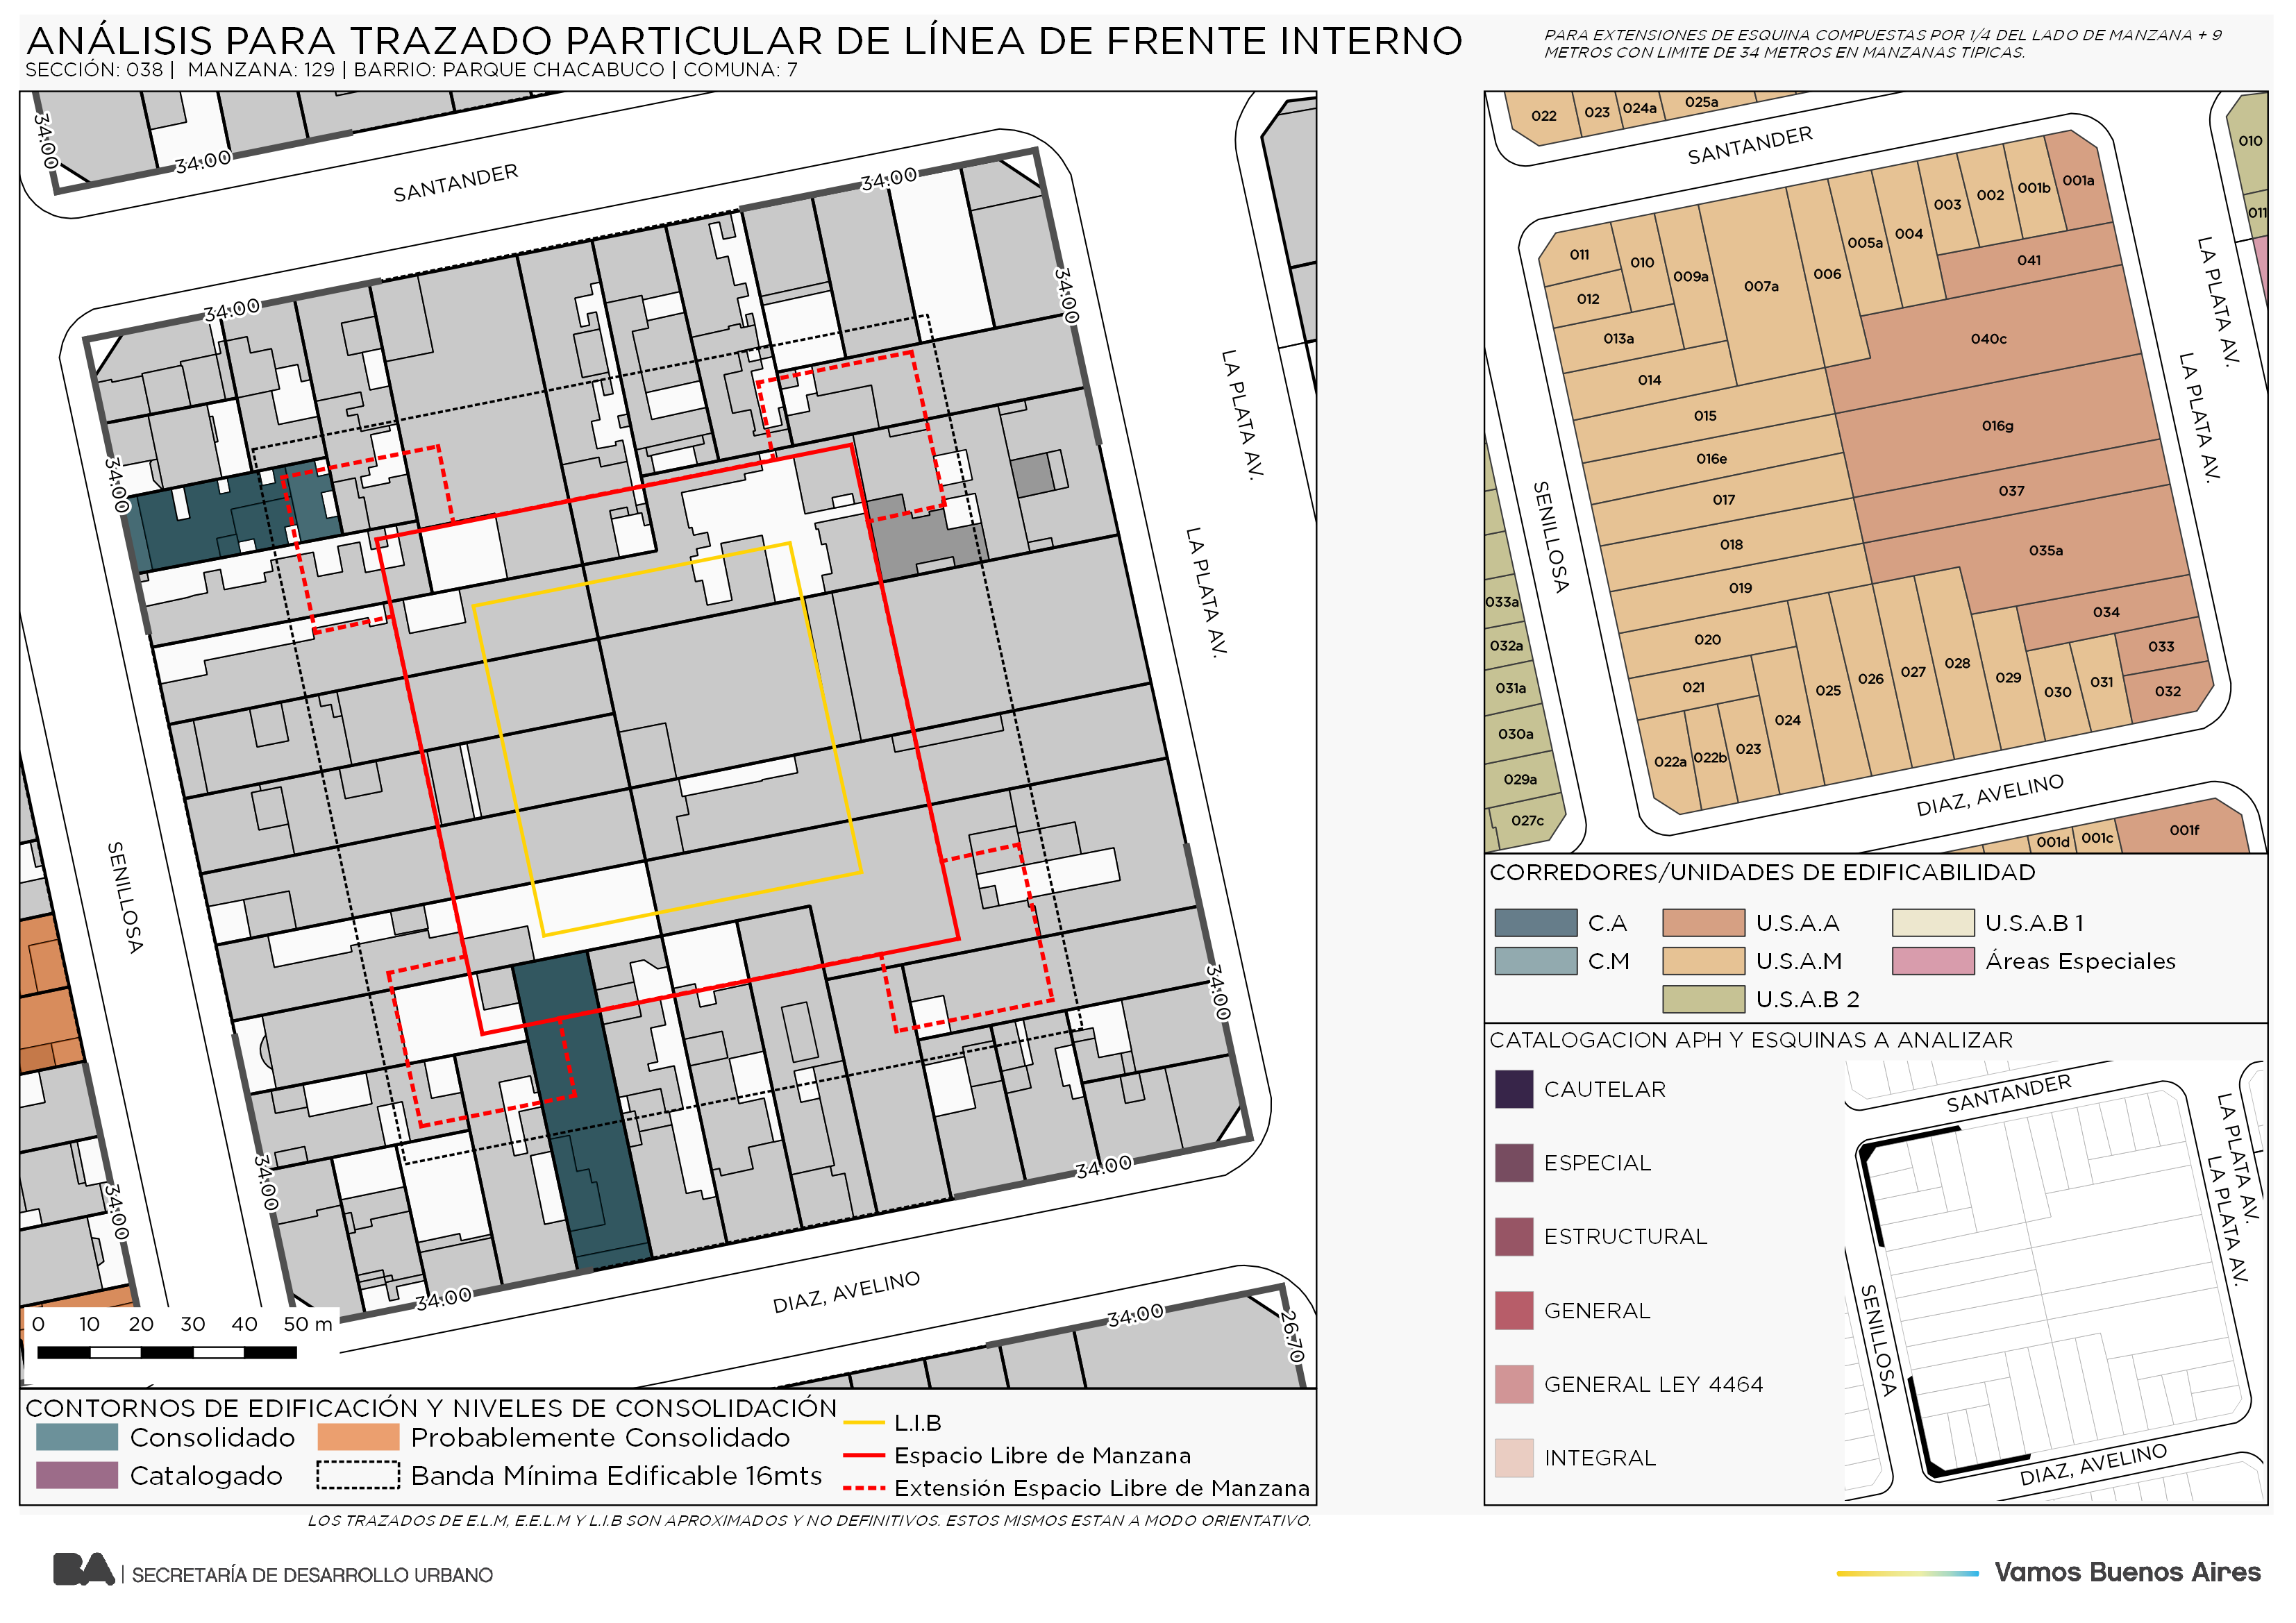 ANÁLISIS PARA TRAZADO PARTICULAR DE LÍNEA DE FRENTE INTERNO
SECCIÓN: 038 | MANZANA: 129 | BARRIO: PARQUE CHACABUCO | COMUNA: 7
PARA EXTENSIONES DE ESQUINA COMPUESTAS POR 1/4 DEL LADO DE MANZANA + 9
METROS CON LIMITE DE 34 METROS EN MANZANAS TIPICAS.
34.00
34.00
SANTANDER
34.00
34.00
34.00
34.00
LA PLATA AV.
LA PLATA AV.
SENILLOSA
34.00
34.00
34.00
34.00
34.00
DIAZ, AVELINO
34.00
26.70
0 10 20 30 40 50 m
CONTORNOS DE EDIFICACIÓN Y NIVELES DE CONSOLIDACIÓN
Consolidado
Probablemente Consolidado
Catalogado
Banda Mínima Edificable 16mts
L.I.B
Espacio Libre de Manzana
Extensión Espacio Libre de Manzana
LOS TRAZADOS DE E.L.M, E.E.L.M Y L.I.B SON APROXIMADOS Y NO DEFINITIVOS. ESTOS MISMOS ESTAN A MODO ORIENTATIVO.
022
023
024a
025a
SANTANDER
010
011
001a
001b
002
003
004
005a
006
007a
009a
010
011
012
013a
014
015
016e
017
018
019
020
021
022a
022b
023
024
025
026
027
028
029
030
031
032
033
034
035a
037
016g
040c
041
LA PLATA AV.
LA PLATA AV.
SENILLOSA
033a
032a
031a
030a
029a
027c
DIAZ, AVELINO
001d
001c
001f
CORREDORES/UNIDADES DE EDIFICABILIDAD
C.A
U.S.A.A
U.S.A.B 1
C.M
U.S.A.M
Áreas Especiales
U.S.A.B 2
CATALOGACION APH Y ESQUINAS A ANALIZAR
CAUTELAR
ESPECIAL
ESTRUCTURAL
GENERAL
GENERAL LEY 4464
INTEGRAL
SANTANDER
LA PLATA AV.
LA PLATA AV.
SENILLOSA
DIAZ, AVELINO
BA | SECRETARÍA DE DESARROLLO URBANO
Vamos Buenos Aires